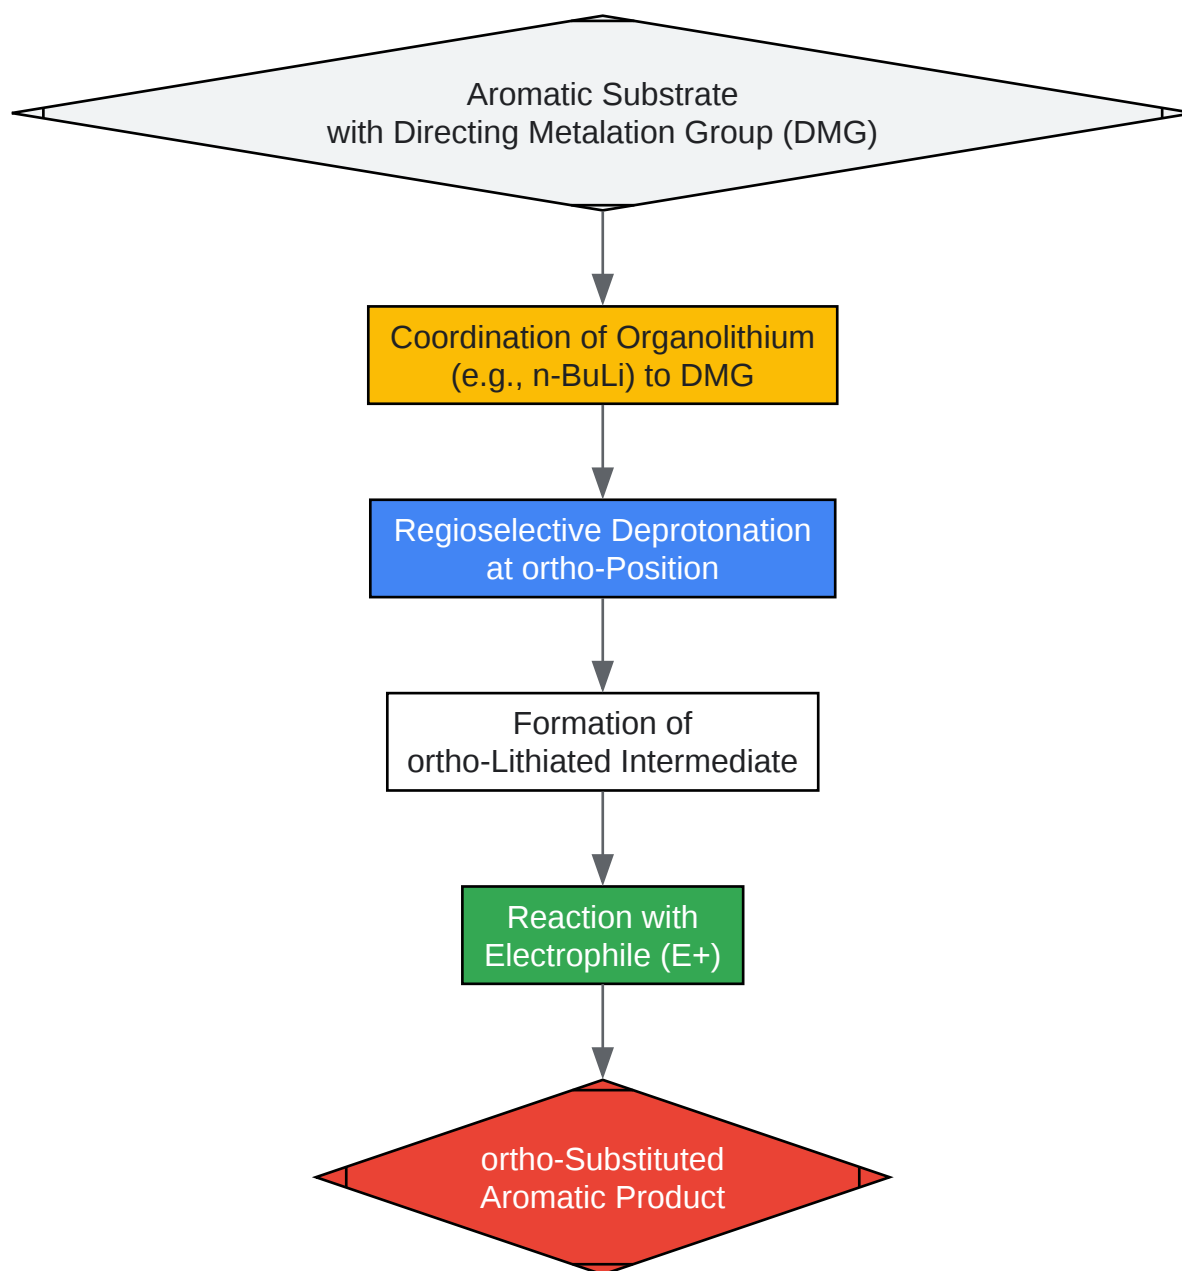 Aromatic Substrate
with Directing Metalation Group (DMG)
Coordination of Organolithium
(e.g., n-BuLi) to DMG
Regioselective Deprotonation
at ortho-Position
Formation of
ortho-Lithiated Intermediate
Reaction with
Electrophile (E+)
ortho-Substituted
Aromatic Product